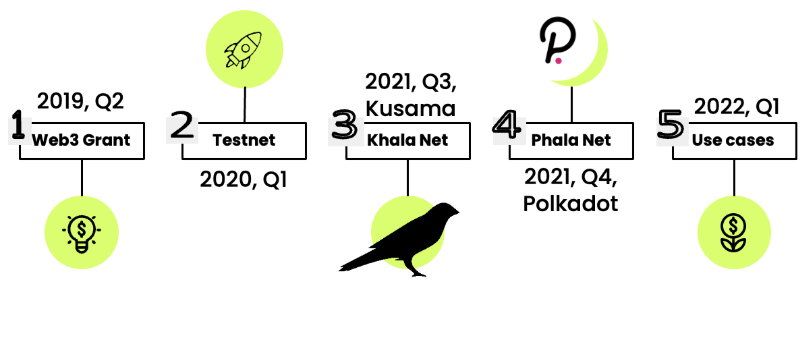 1
2019, Q2
Web3 Grant
2
Testnet
2020, Q1
2021, Q3,
Kusama
3
Khala Net
4
Phala Net
2021, Q4,
Polkadot
2022, Q1
5
Use cases